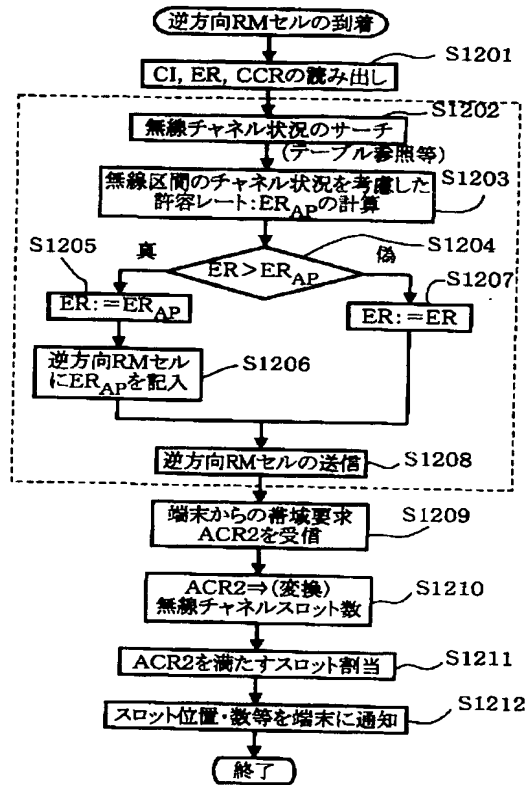 逆方向RMセルの到着
S1201
CI, ER, CCRの読み出し
S1202
無線チャネル状況のサーチ
(テーブル参照等)
S1203
無線区間のチャネル状況を考慮した
許容レート:ERAPの計算
S1204
S1205
真
ER>ERAP
偽
S1207
ER:=ERAP
ER:=ER
S1206
逆方向RMセル
にERAPを記入
逆方向RMセルの送信
S1208
端末からの帯域要求
ACR2を受信
S1209
ACR2⇒(変換)
無線チャネルスロット数
S1210
ACR2を満たすスロット割当
S1211
スロット位置・数等を端末に通知
S1212
終了